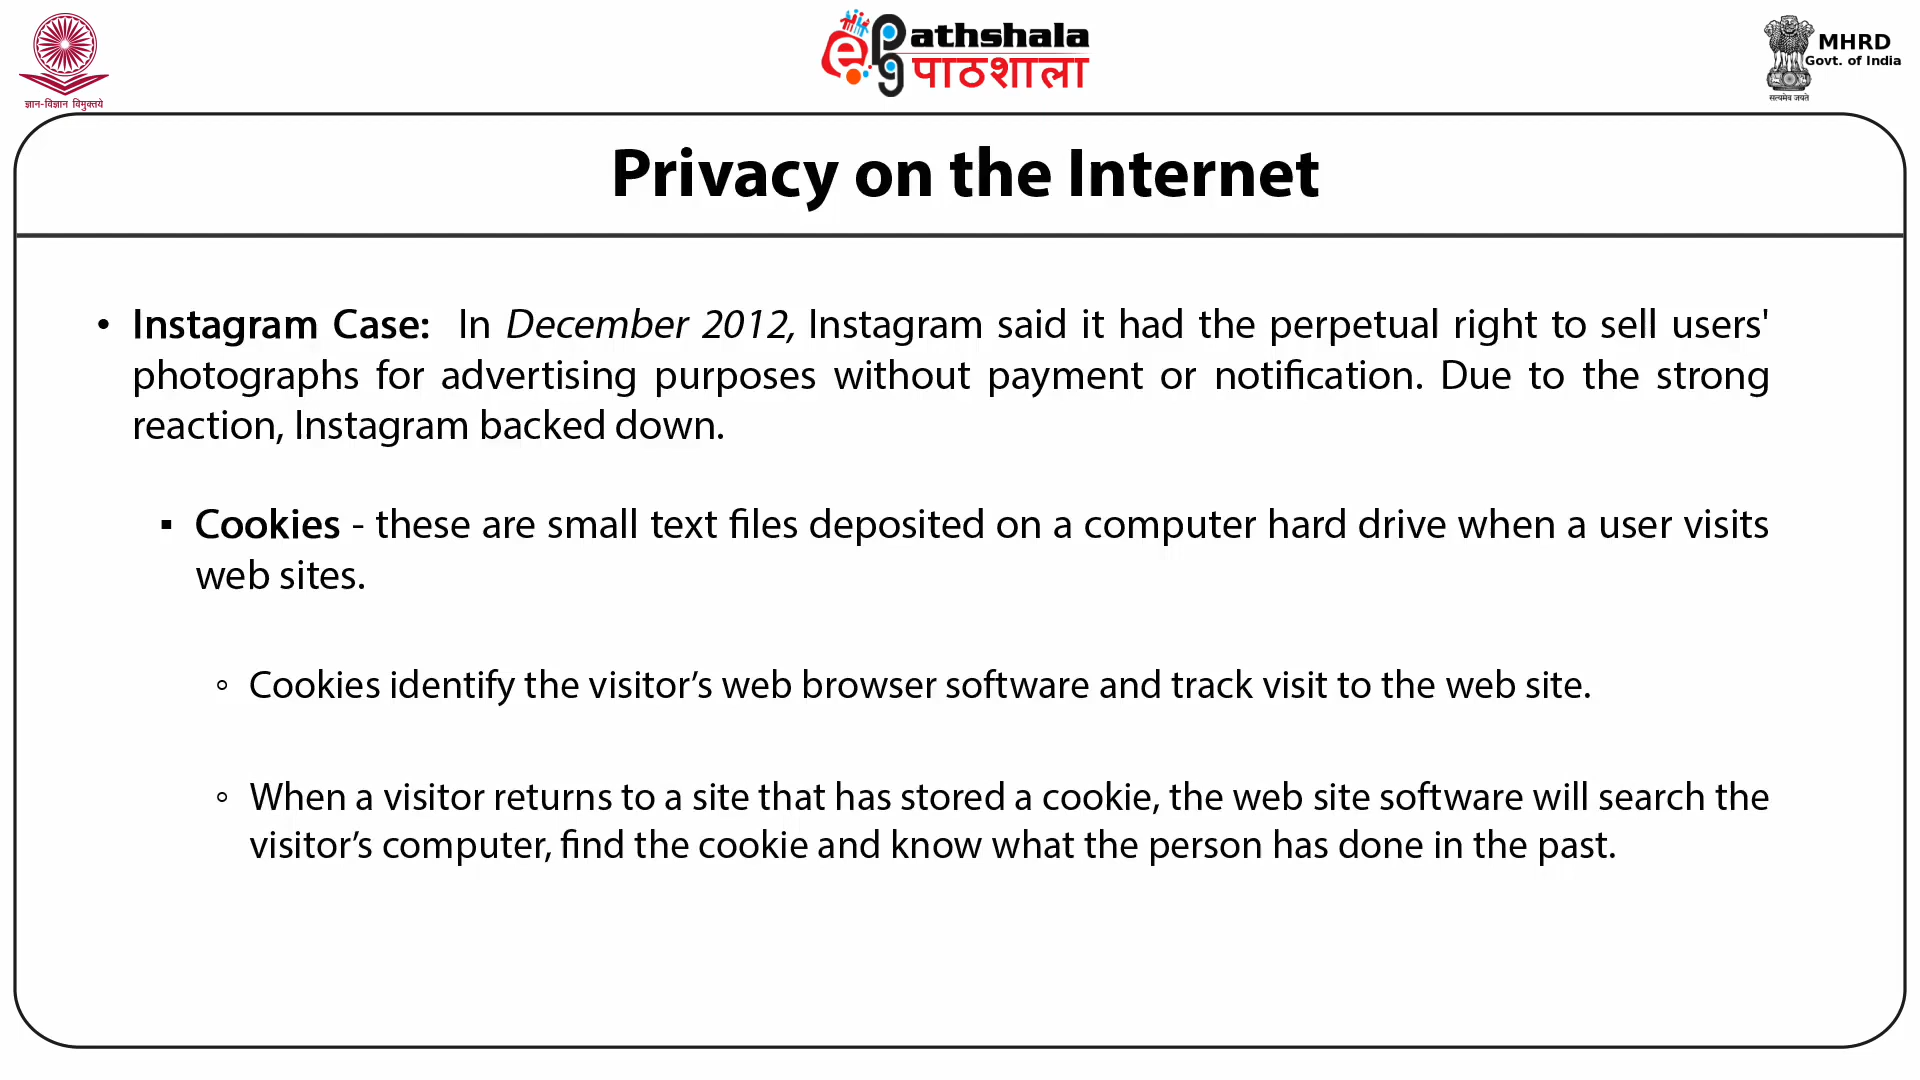 ज्ञान-विज्ञान विमुक्तये
e PG athshala
पाठशाला
MHRD
Govt. of India
सत्यमेव जयते
Privacy on the Internet
• Instagram Case: In December 2012, Instagram said it had the perpetual right to sell users'
photographs for advertising purposes without payment or notification. Due to the strong
reaction, Instagram backed down.
▪ Cookies - these are small text files deposited on a computer hard drive when a user visits
web sites.
◦ Cookies identify the visitor’s web browser software and track visit to the web site.
◦ When a visitor returns to a site that has stored a cookie, the web site software will search the
visitor’s computer, find the cookie and know what the person has done in the past.